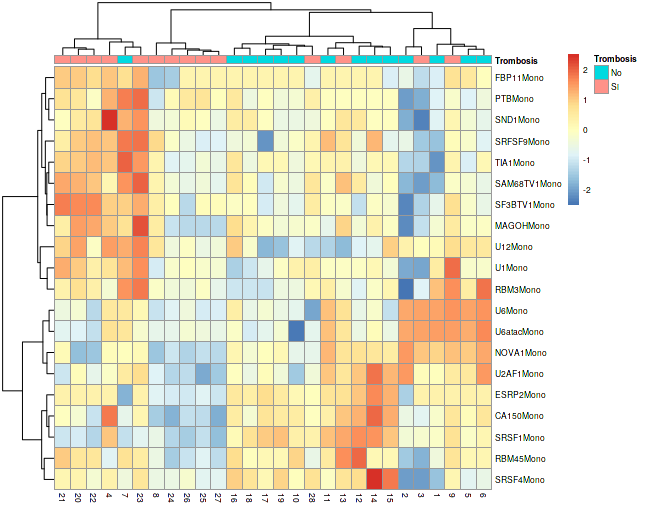 Trombosis
FBP11Mono
PTBMono
SND1Mono
SRFSF9Mono
TIA1Mono
SAM68TV1Mono
SF3BTV1Mono
MAGOHMono
U12Mono
U1Mono
RBM3Mono
U6Mono
U6atacMono
NOVA1Mono
U2AF1Mono
ESRP2Mono
CA150Mono
SRSF1Mono
RBM45Mono
SRSF4Mono
21 20 22 4 7 23 8 24 26 25 27 16 18 17 19 10 28 11 13 12 14 15 2 3 1 9 5 6
2
1
0
-1
-2
Trombosis
No
SI